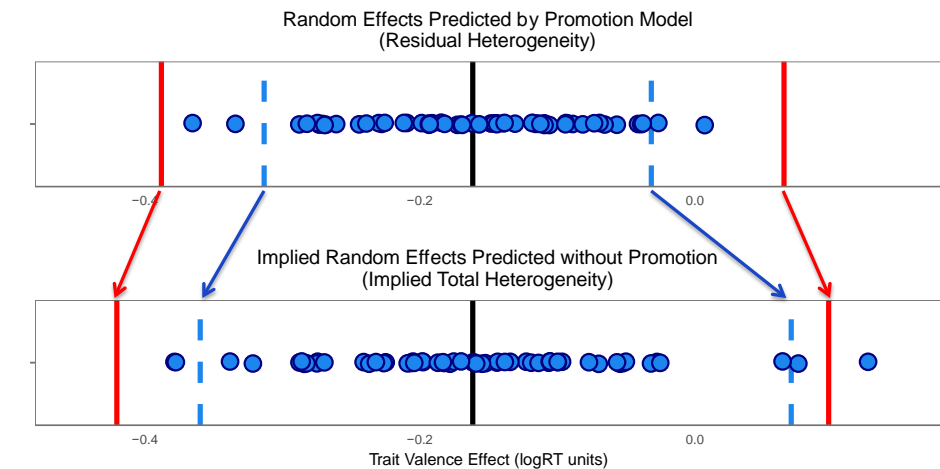 Random Effects Predicted by Promotion Model
(Residual Heterogeneity)
−0.4 −0.2 0.0
Implied Random Effects Predicted without Promotion
(Implied Total Heterogeneity)
−0.4 −0.2 0.0
Trait Valence Effect (logRT units)